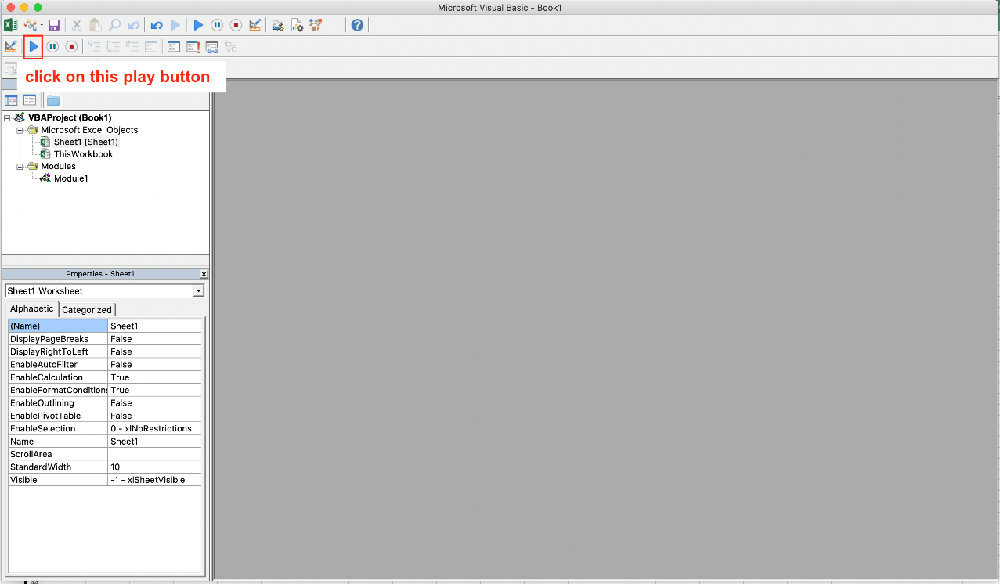 Microsoft Visual Basic - Book1
click on this play button
VBAProject (Book1)
Microsoft Excel Objects
Sheet1 (Sheet1)
ThisWorkbook
Modules
Module1
Properties - Sheet1
Sheet1 Worksheet
Alphabetic Categorized
(Name) Sheet1
DisplayPageBreaks False
DisplayRightToLeft False
EnableAutoFilter False
EnableCalculation True
EnableFormatConditions True
EnableOutlining False
EnablePivotTable False
EnableSelection 0 - xlNoRestrictions
Name Sheet1
ScrollArea
StandardWidth 10
Visible -1 - xlSheetVisible
44